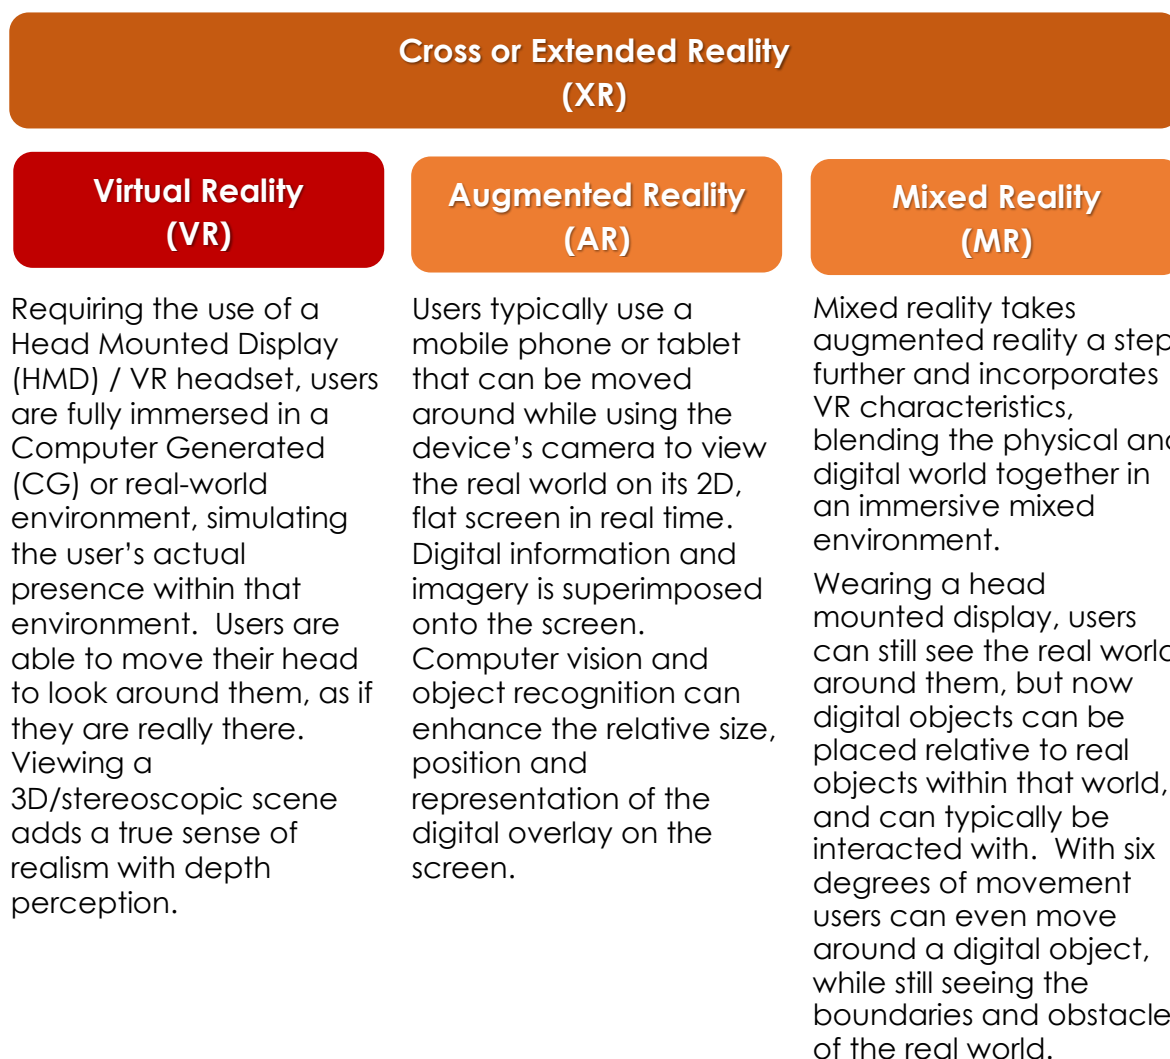 Cross or Extended Reality
(XR)
Virtual Reality
(VR)
Requiring the use of a
Head Mounted Display
(HMD) / VR headset, users
are fully immersed in a
Computer Generated
(CG) or real-world
environment, simulating
the user’s actual
presence within that
environment.  Users are
able to move their head
to look around them, as if
they are really there.
Viewing a
3D/stereoscopic scene
adds a true sense of
realism with depth
perception.
Augmented Reality
(AR)
Users typically use a
mobile phone or tablet
that can be moved
around while using the
device’s camera to view
the real world on its 2D,
flat screen in real time.
Digital information and
imagery is superimposed
onto the screen.
Computer vision and
object recognition can
enhance the relative size,
position and
representation of the
digital overlay on the
screen.
Mixed Reality
(MR)
Mixed reality takes
augmented reality a step
further and incorporates
VR characteristics,
blending the physical and
digital world together in
an immersive mixed
environment.
Wearing a head
mounted display, users
can still see the real world
around them, but now
digital objects can be
placed relative to real
objects within that world,
and can typically be
interacted with.  With six
degrees of movement
users can even move
around a digital object,
while still seeing the
boundaries and obstacle
of the real world.